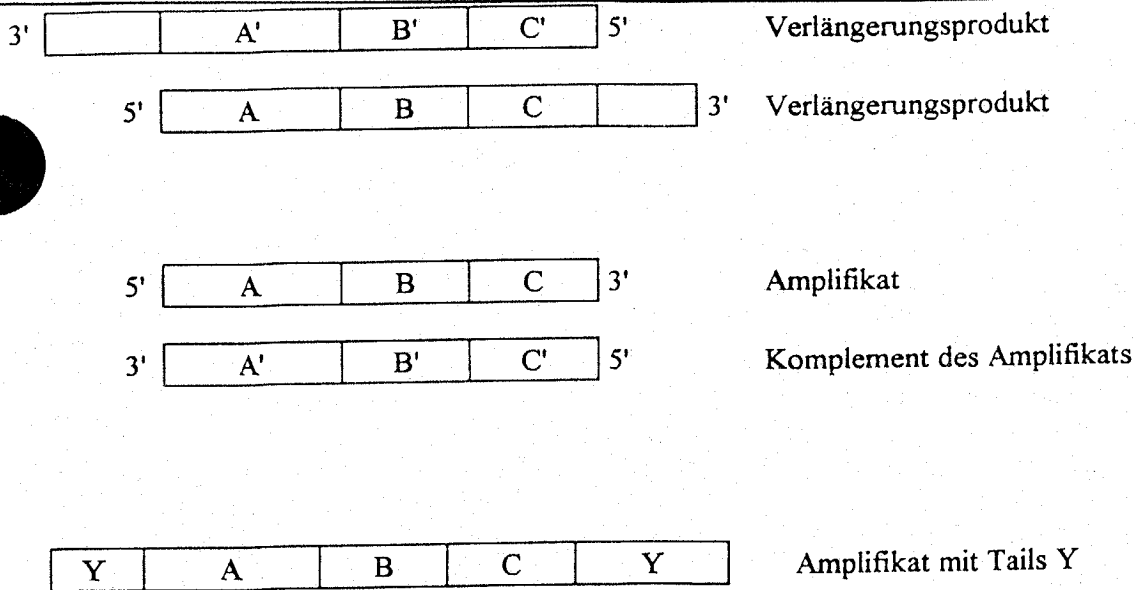 3' A' B' C' 5' Verlängerungsprodukt
5' A B C 3' Verlängerungsprodukt
5' A B C 3' Amplifikat
3' A' B' C' 5' Komplement des Amplifikats
Y A B C Y Amplifikat mit Tails Y